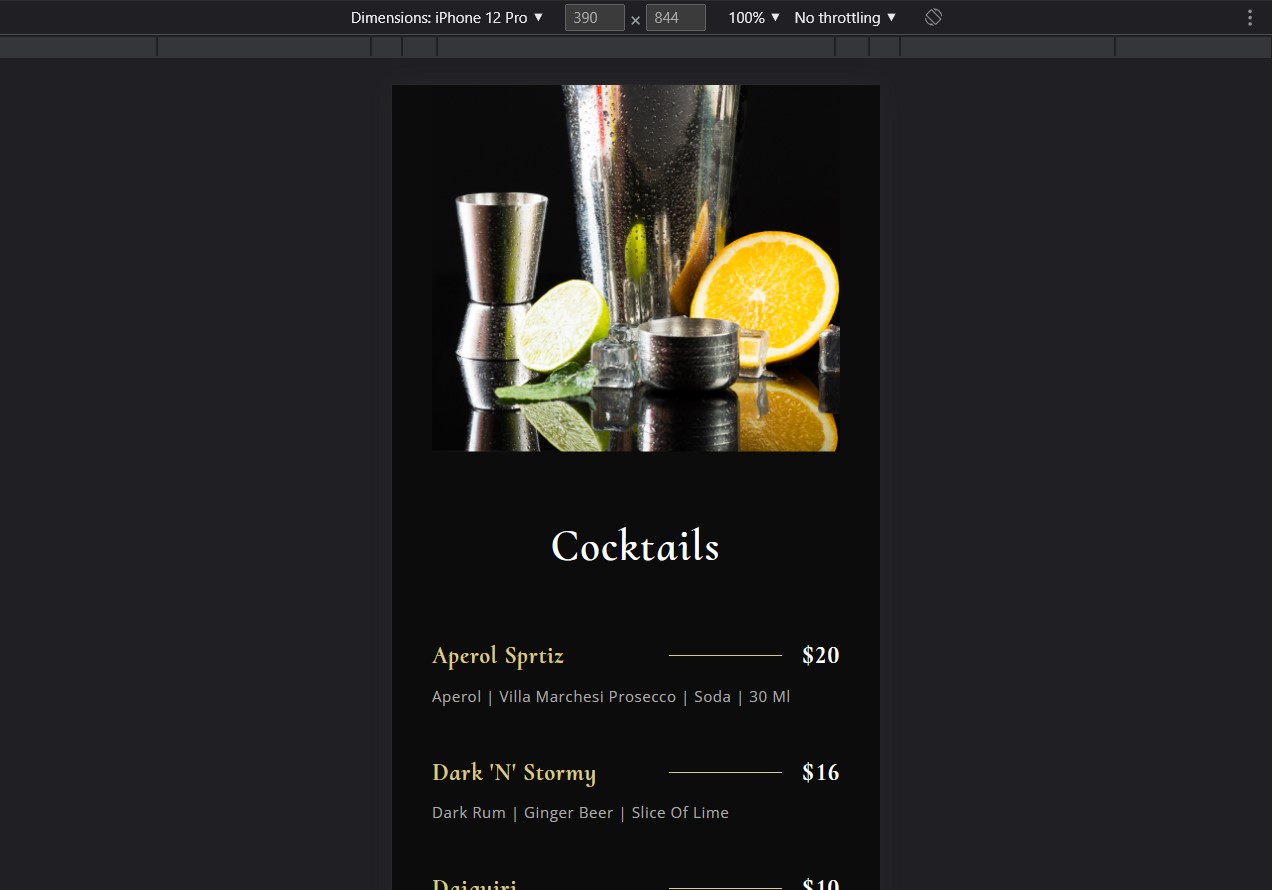 Dimensions: iPhone 12 Pro ▼ 390 × 844 100% ▼ No throttling ▼
Cocktails
Aperol Sprtiz $20
Aperol | Villa Marchesi Prosecco | Soda | 30 Ml
Dark 'N' Stormy $16
Dark Rum | Ginger Beer | Slice Of Lime
Daiquiri $10